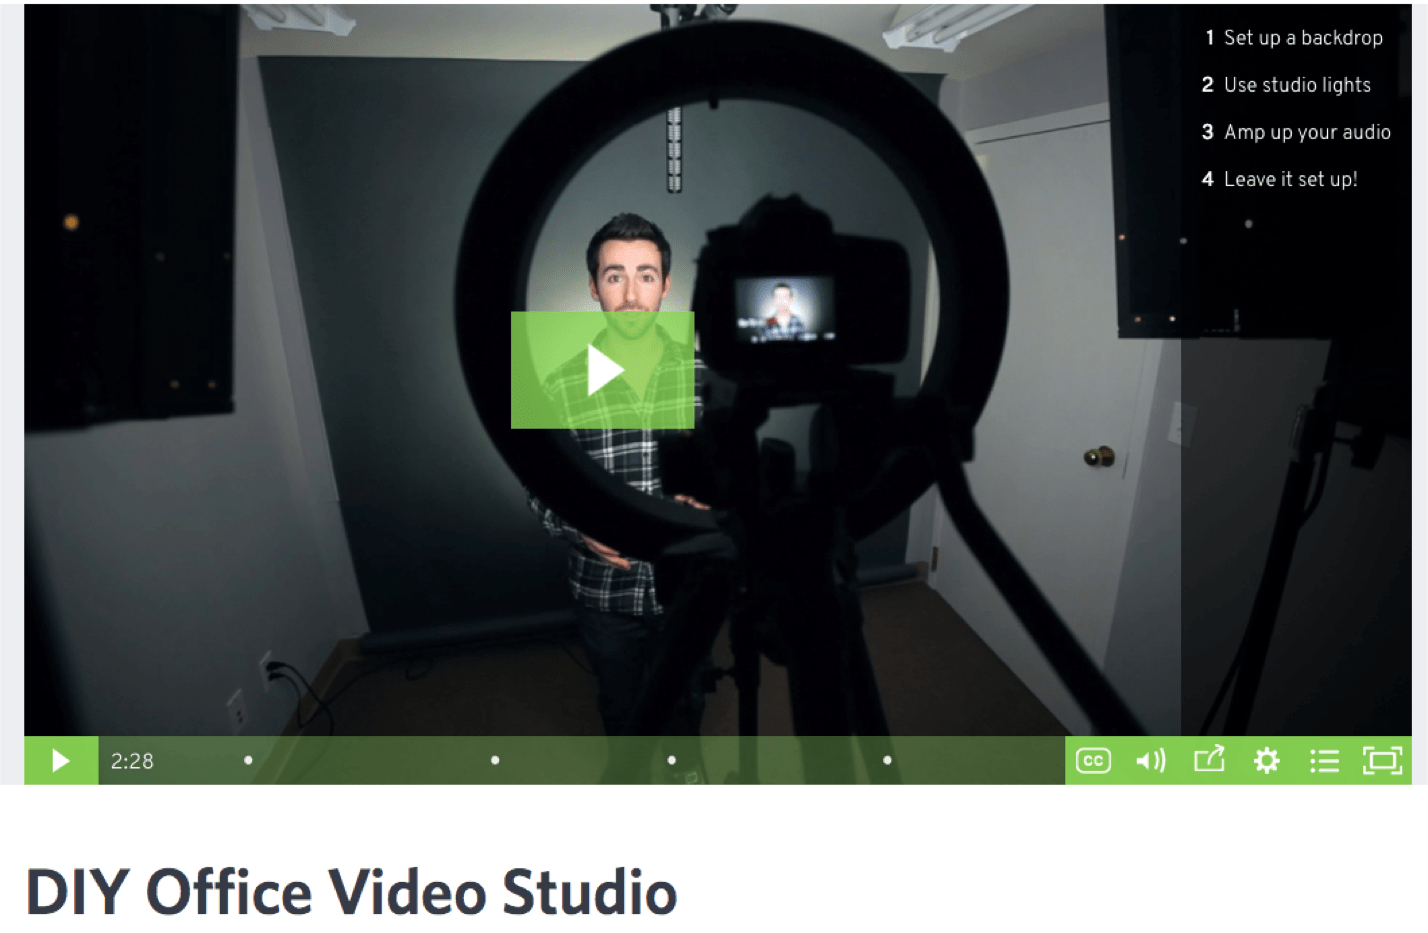 1 Set up a backdrop
2 Use studio lights
3 Amp up your audio
4 Leave it set up!
2:28
CC
DIY Office Video Studio